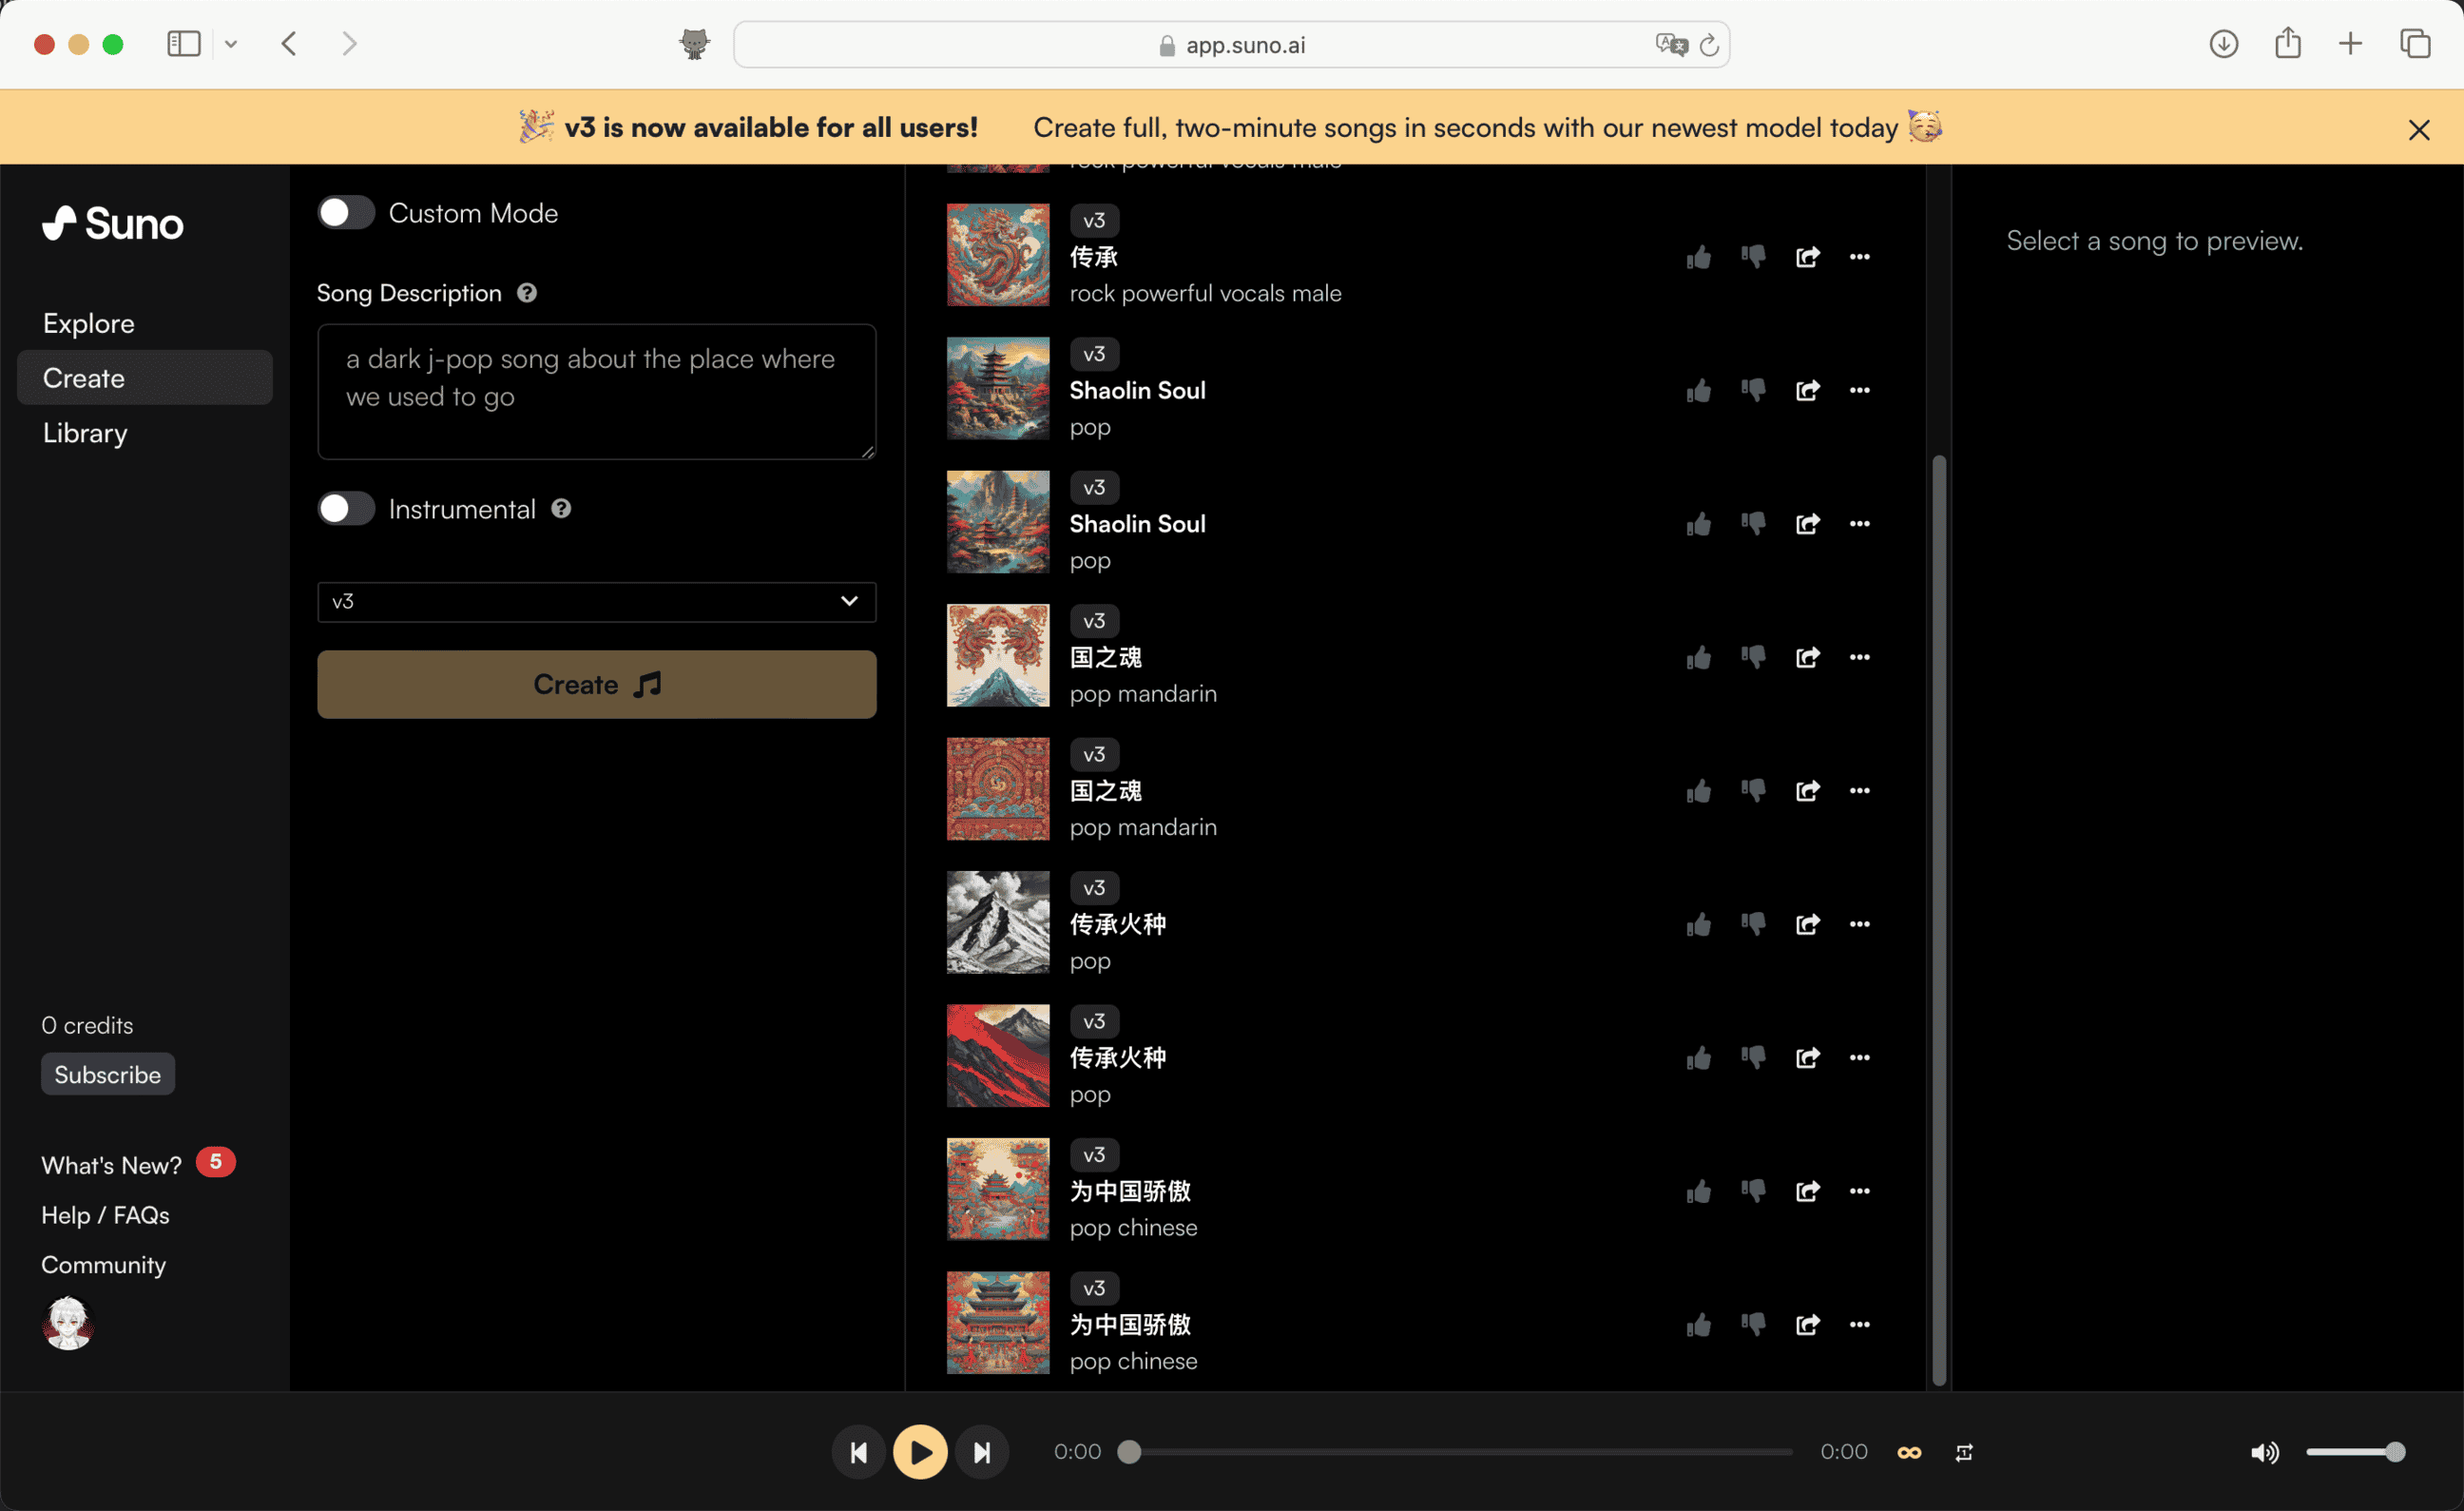 app.suno.ai
v3 is now available for all users! Create full, two-minute songs in seconds with our newest model today
Suno
Explore
Create
Library
0 credits
Subscribe
What's New? 5
Help / FAQs
Community
Custom Mode
Song Description
a dark j-pop song about the place where
we used to go
Instrumental
v3
Create
rock powerful vocals male
v3
传承
rock powerful vocals male
v3
Shaolin Soul
pop
v3
Shaolin Soul
pop
v3
国之魂
pop mandarin
v3
国之魂
pop mandarin
v3
传承火种
pop
v3
传承火种
pop
v3
为中国骄傲
pop chinese
v3
为中国骄傲
pop chinese
Select a song to preview.
0:00
0:00